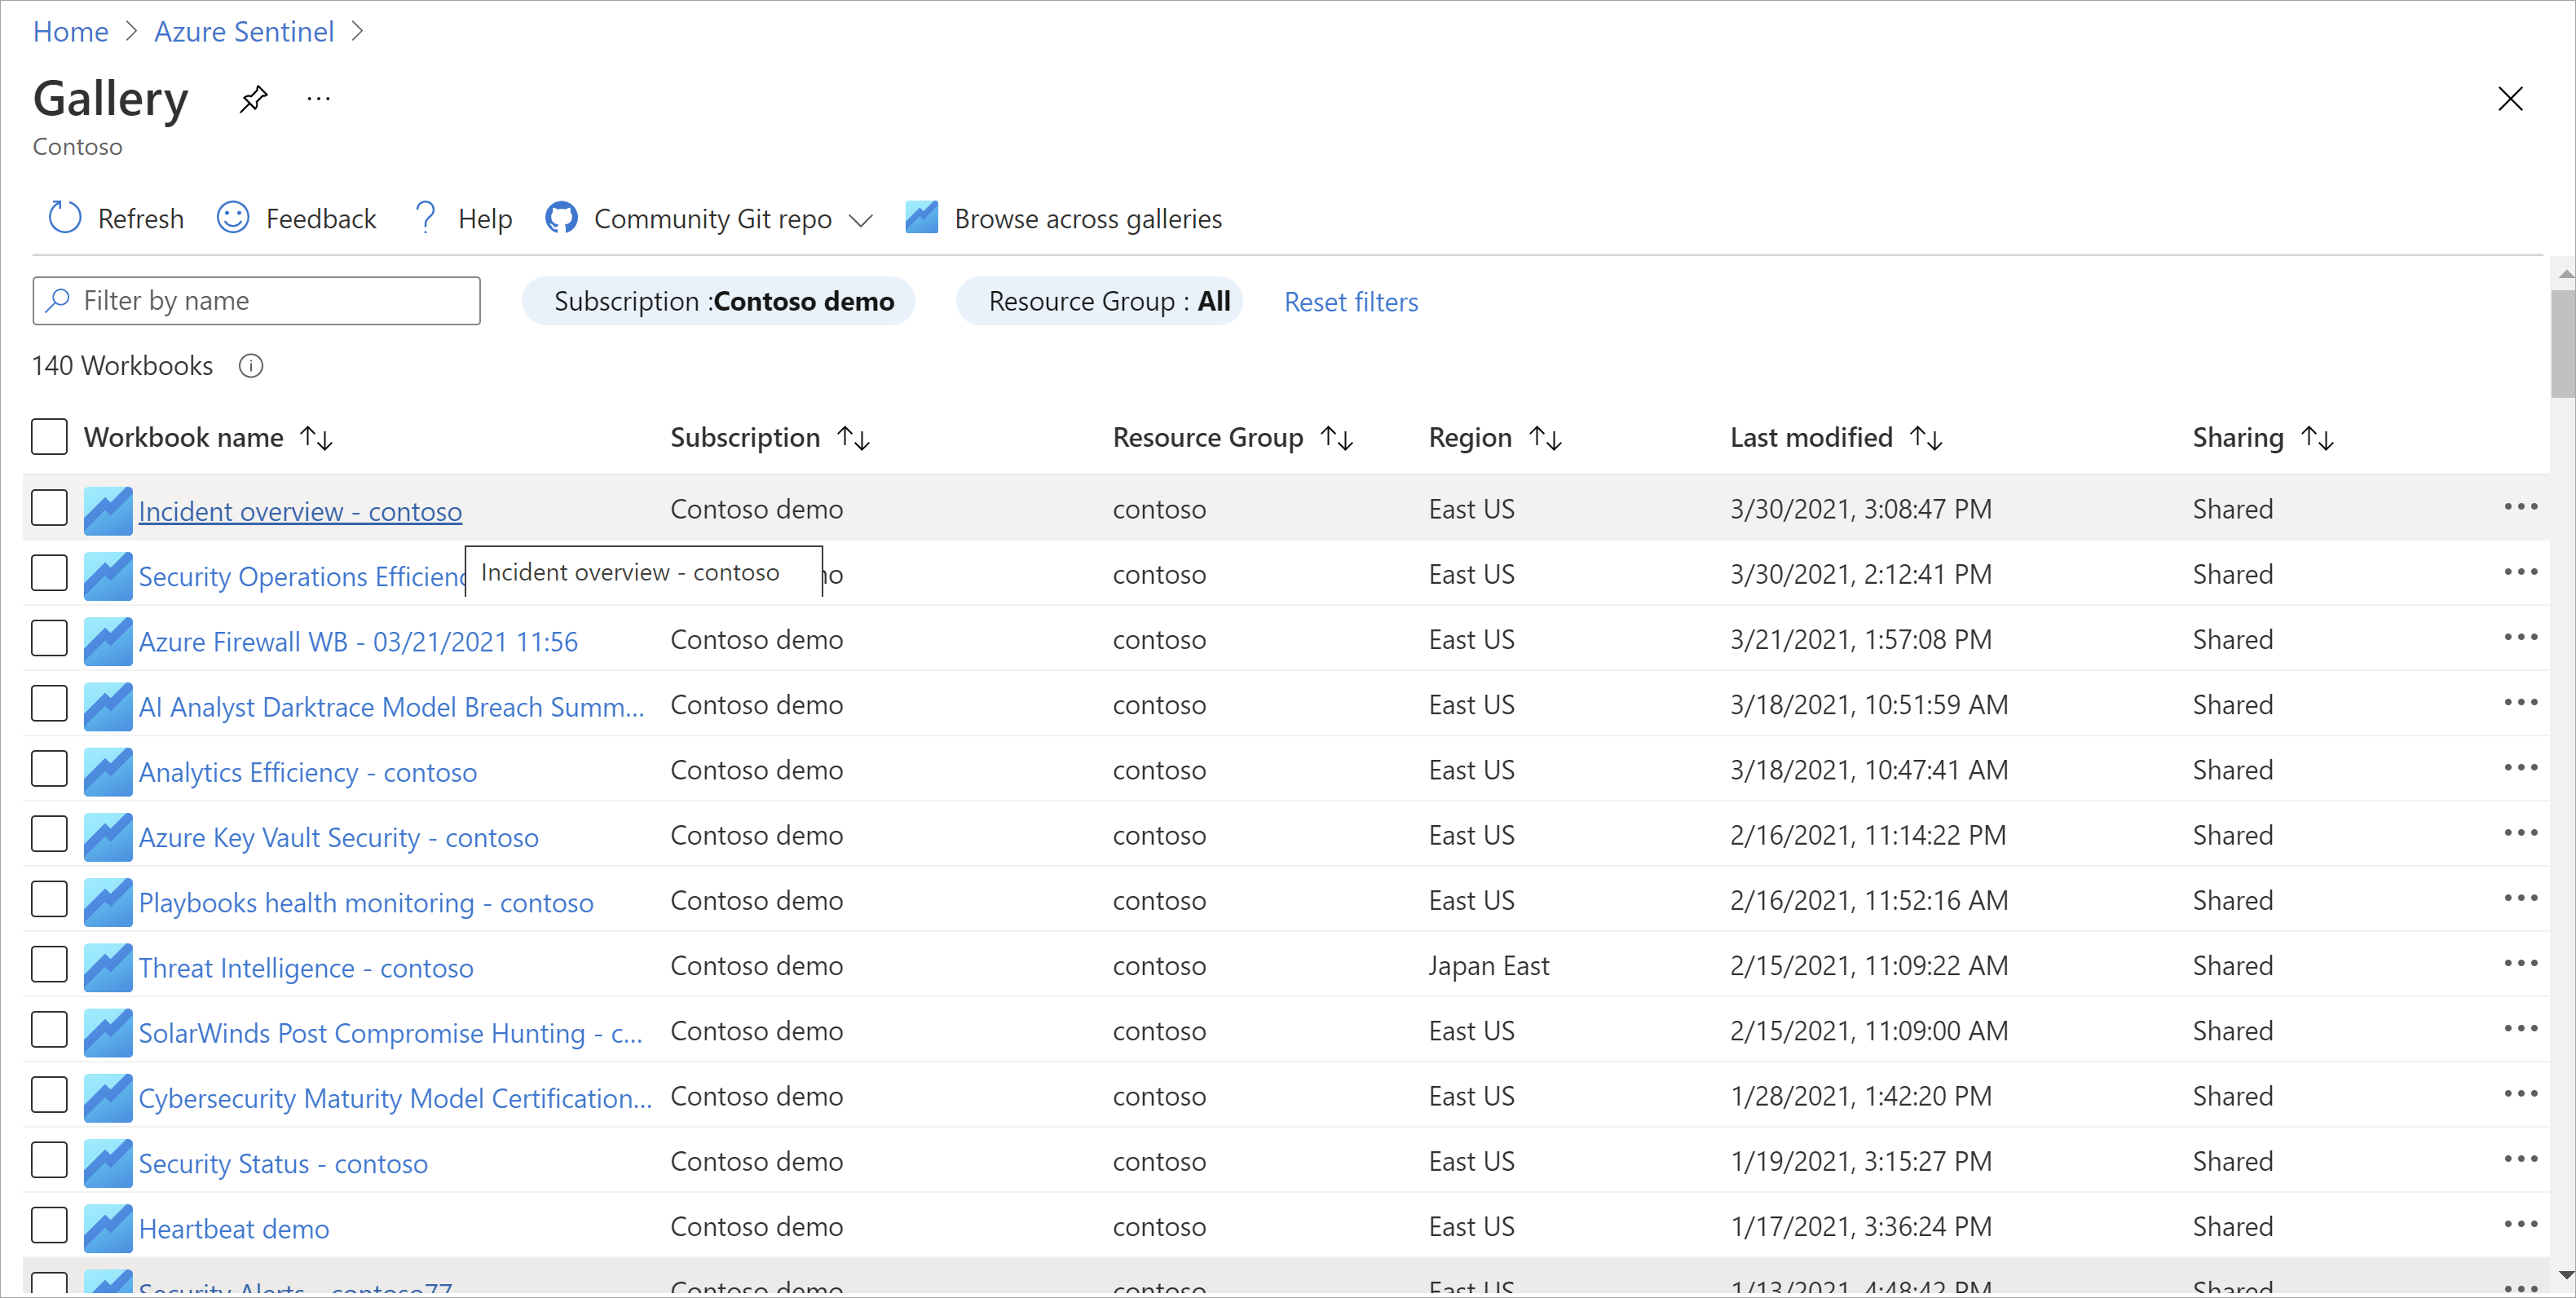 Home > Azure Sentinel >
Gallery ...
Contoso
Refresh Feedback ? Help Community Git repo Browse across galleries
Filter by name Subscription :Contoso demo Resource Group : All Reset filters
140 Workbooks
Workbook name Subscription Resource Group Region Last modified Sharing
Incident overview - contoso Contoso demo contoso East US 3/30/2021, 3:08:47 PM Shared
Security Operations Incident overview - contoso contoso East US 3/30/2021, 2:12:41 PM Shared
Azure Firewall WB - 03/21/2021 11:56 Contoso demo contoso East US 3/21/2021, 1:57:08 PM Shared
AI Analyst Darktrace Model Breach Summ... Contoso demo contoso East US 3/18/2021, 10:51:59 AM Shared
Analytics Efficiency - contoso Contoso demo contoso East US 3/18/2021, 10:47:41 AM Shared
Azure Key Vault Security - contoso Contoso demo contoso East US 2/16/2021, 11:14:22 PM Shared
Playbooks health monitoring - contoso Contoso demo contoso East US 2/16/2021, 11:52:16 AM Shared
Threat Intelligence - contoso Contoso demo contoso Japan East 2/15/2021, 11:09:22 AM Shared
SolarWinds Post Compromise Hunting - c... Contoso demo contoso East US 2/15/2021, 11:09:00 AM Shared
Cybersecurity Maturity Model Certification... Contoso demo contoso East US 1/28/2021, 1:42:20 PM Shared
Security Status - contoso Contoso demo contoso East US 1/19/2021, 3:15:27 PM Shared
Heartbeat demo Contoso demo contoso East US 1/17/2021, 3:36:24 PM Shared
Security Alerts - contoso77 Contoso demo contoso East US 1/13/2021, 4:48:42 PM Shared